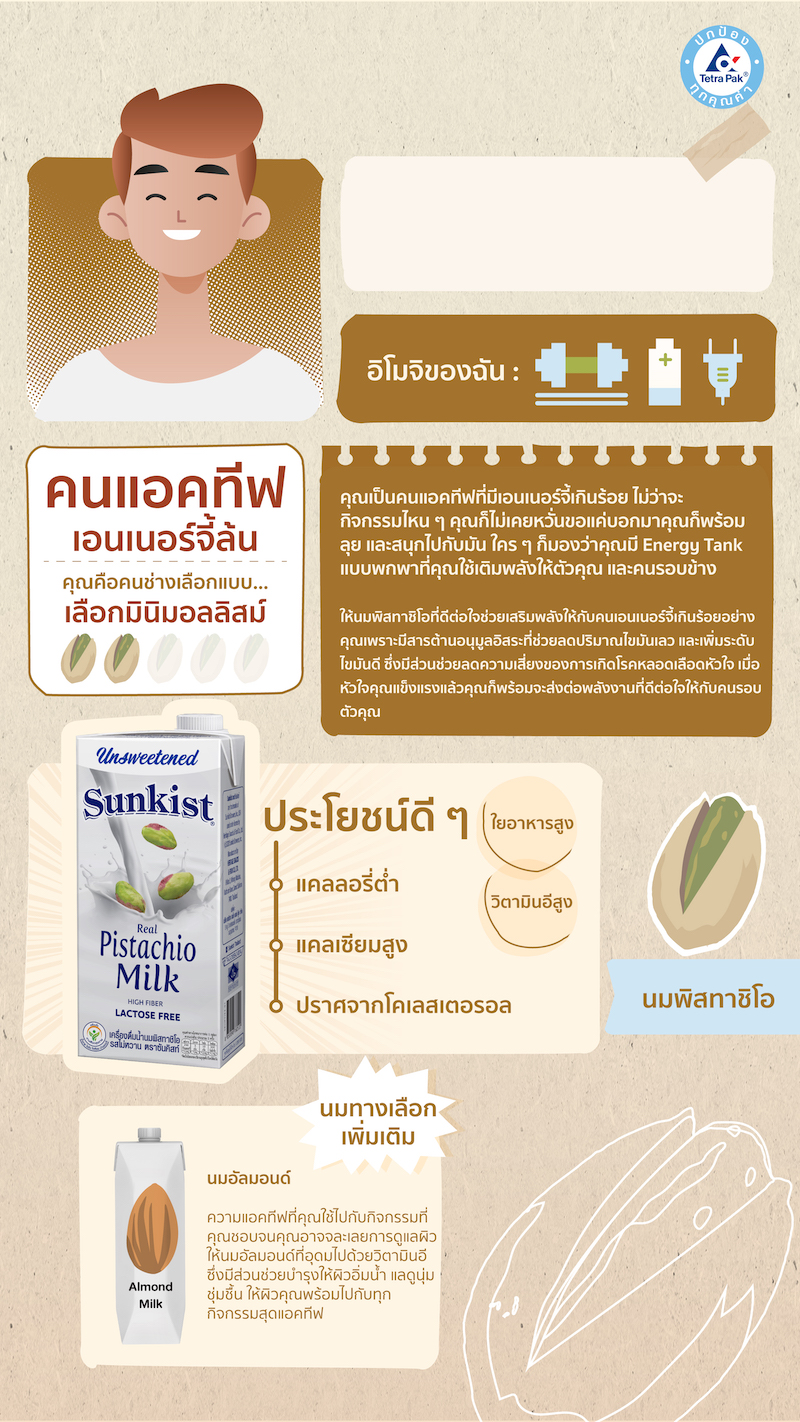 ปกป้อง
Tetra Pak®
ทุกคุณค่า
อิโมจิของฉัน :
คนแอคทีฟ
เอนเนอร์จี้ล้น
คุณคือคนช่างเลือกแบบ...
เลือกมินิมอลลิสม์
คุณเป็นคนแอคทีฟที่มีเอนเนอร์จี้เกินร้อย ไม่ว่าจะ
กิจกรรมไหน ๆ คุณก็ไม่เคยหวั่นขอแค่บอกมาคุณก็พร้อม
ลุย และสนุกไปกับมัน ใคร ๆ ก็มองว่าคุณมี Energy Tank
แบบพกพาที่คุณใช้เติมพลังให้ตัวคุณ และคนรอบข้าง
ให้นมพิสทาชิโอที่ดีต่อใจช่วยเสริมพลังให้กับคนเอนเนอร์จี้เกินร้อยอย่าง
คุณเพราะมีสารต้านอนุมูลอิสระที่ช่วยลดปริมาณไขมันเลว และเพิ่มระดับ
ไขมันดี ซึ่งมีส่วนช่วยลดความเสี่ยงของการเกิดโรคหลอดเลือดหัวใจ เมื่อ
หัวใจคุณแข็งแรงแล้วคุณก็พร้อมจะส่งต่อพลังงานที่ดีต่อใจให้กับคนรอบ
ตัวคุณ
Unsweetened
Sunkist
Real
Pistachio
Milk
HIGH FIBER
LACTOSE FREE
เครื่องดื่มน้ำนมพิสทาชิโอ
รสไม่หวาน ตราซันคิสท์
ประโยชน์ดี ๆ
ใยอาหารสูง
แคลลอรี่ต่ำ
วิตามินอีสูง
แคลเซียมสูง
ปราศจากโคเลสเตอรอล
นมพิสทาชิโอ
นมทางเลือก
เพิ่มเติม
นมอัลมอนด์
ความแอคทีฟที่คุณใช้ไปกับกิจกรรมที่
คุณชอบจนคุณอาจจละเลยการดูแลผิว
ให้นมอัลมอนด์ที่อุดมไปด้วยวิตามินอี
ซึ่งมีส่วนช่วยบำรุงให้ผิวอิ่มน้ำ แลดูนุ่ม
ชุ่มชื้น ให้ผิวคุณพร้อมไปกับทุก
กิจกรรมสุดแอคทีฟ
Almond
Milk